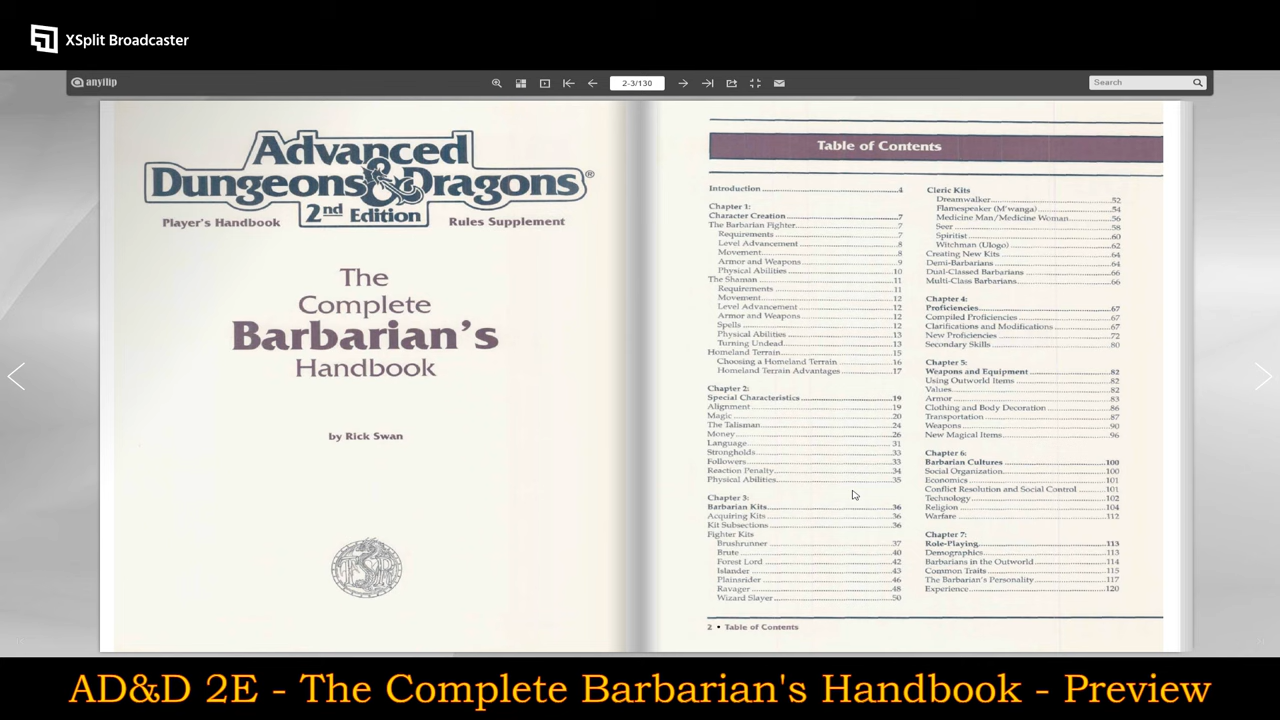 XSplit Broadcaster
anyflip
2-3/130
Search
Advanced
Dungeons & Dragons®
2nd Edition
Player's Handbook
Rules Supplement
The
Complete
Barbarian's
Handbook
by Rick Swan
TSR
Table of Contents
Introduction 4
Chapter 1:
Character Creation 7
The Barbarian Fighter 7
Requirements 7
Level Advancement 8
Movement 8
Armor and Weapons 9
Physical Abilities 10
The Shaman 11
Requirements 11
Movement 12
Level Advancement 12
Armor and Weapons 12
Spells 12
Physical Abilities 13
Turning Undead 13
Homeland Terrain 15
Choosing a Homeland Terrain 16
Homeland Terrain Advantages 17
Chapter 2:
Special Characteristics 19
Alignment 19
Magic 20
The Talisman 24
Money 26
Language 31
Strongholds 33
Followers 33
Reaction Penalty 34
Physical Abilities 35
Chapter 3:
Barbarian Kits 36
Acquiring Kits 36
Kit Subsections 36
Fighter Kits
Brushrunner 37
Brute 40
Forest Lord 42
Islander 43
Plainsrider 46
Ravager 48
Wizard Slayer 50
Cleric Kits
Dreamwalker 52
Flamespeaker (M'wanga) 54
Medicine Man/Medicine Woman 56
Seer 58
Spiritist 60
Witchman (Ulogo) 62
Creating New Kits 64
Demi-Barbarians 64
Dual-Classed Barbarians 66
Multi-Class Barbarians 66
Chapter 4:
Proficiencies 67
Compiled Proficiencies 67
Clarifications and Modifications 67
New Proficiencies 72
Secondary Skills 80
Chapter 5:
Weapons and Equipment 82
Using Outworld Items 82
Values 82
Armor 83
Clothing and Body Decoration 86
Transportation 87
Weapons 90
New Magical Items 96
Chapter 6:
Barbarian Cultures 100
Social Organization 100
Economics 101
Conflict Resolution and Social Control 101
Technology 102
Religion 104
Warfare 112
Chapter 7:
Role-Playing 113
Demographics 113
Barbarians in the Outworld 114
Common Traits 115
The Barbarian's Personality 117
Experience 120
2 • Table of Contents
AD&D 2E - The Complete Barbarian's Handbook - Preview